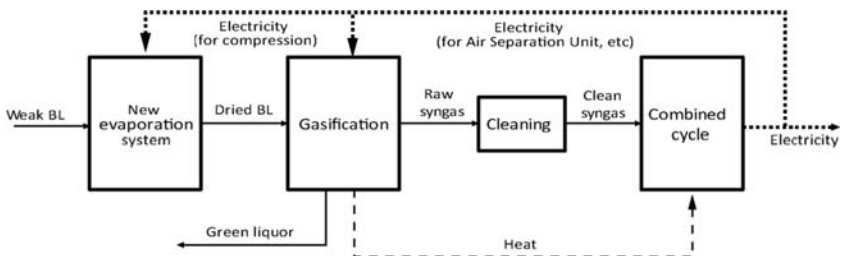 Electricity
(for compression)
Electricity
(for Air Separation Unit, etc)
Weak BL
New
evaporation
system
Dried BL
Gasification
Raw
syngas
Cleaning
Clean
syngas
Combined
cycle
Electricity
Green liquor
Heat